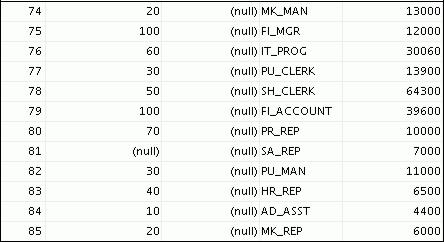 74 20 (null) MK_MAN 13000
75 100 (null) FI_MGR 12000
76 60 (null) IT_PROG 30060
77 30 (null) PU_CLERK 13900
78 50 (null) SH_CLERK 64300
79 100 (null) FI_ACCOUNT 39600
80 70 (null) PR_REP 10000
81 (null) (null) SA_REP 7000
82 30 (null) PU_MAN 11000
83 40 (null) HR_REP 6500
84 10 (null) AD_ASST 4400
85 20 (null) MK_REP 6000